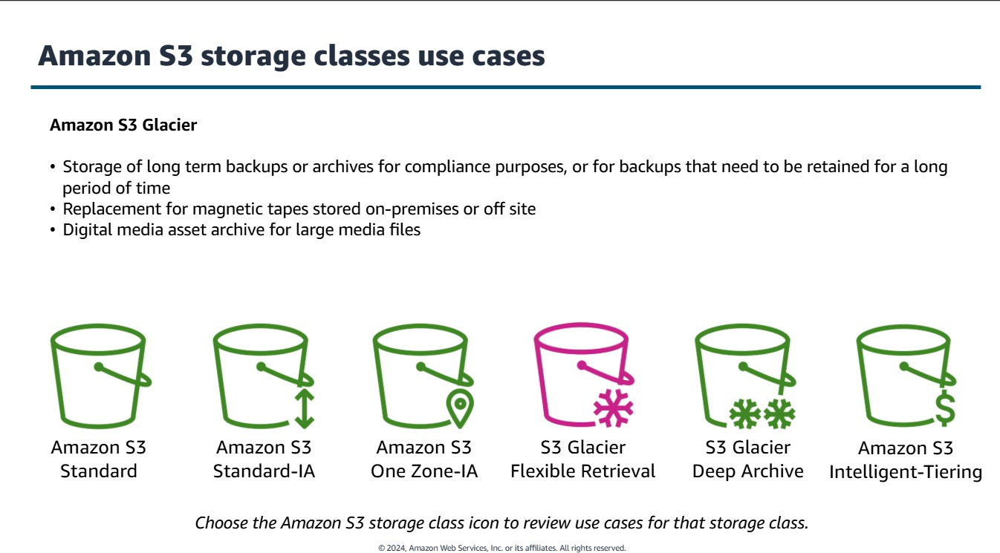 Amazon S3 storage classes use cases
Amazon S3 Glacier
• Storage of long term backups or archives for compliance purposes, or for backups that need to be retained for a long
period of time
• Replacement for magnetic tapes stored on-premises or off site
• Digital media asset archive for large media files
Amazon S3
Standard
Amazon S3
Standard-IA
Amazon S3
One Zone-IA
S3 Glacier
Flexible Retrieval
S3 Glacier
Deep Archive
Amazon S3
Intelligent-Tiering
Choose the Amazon S3 storage class icon to review use cases for that storage class.
© 2024, Amazon Web Services, Inc. or its affiliates. All rights reserved.